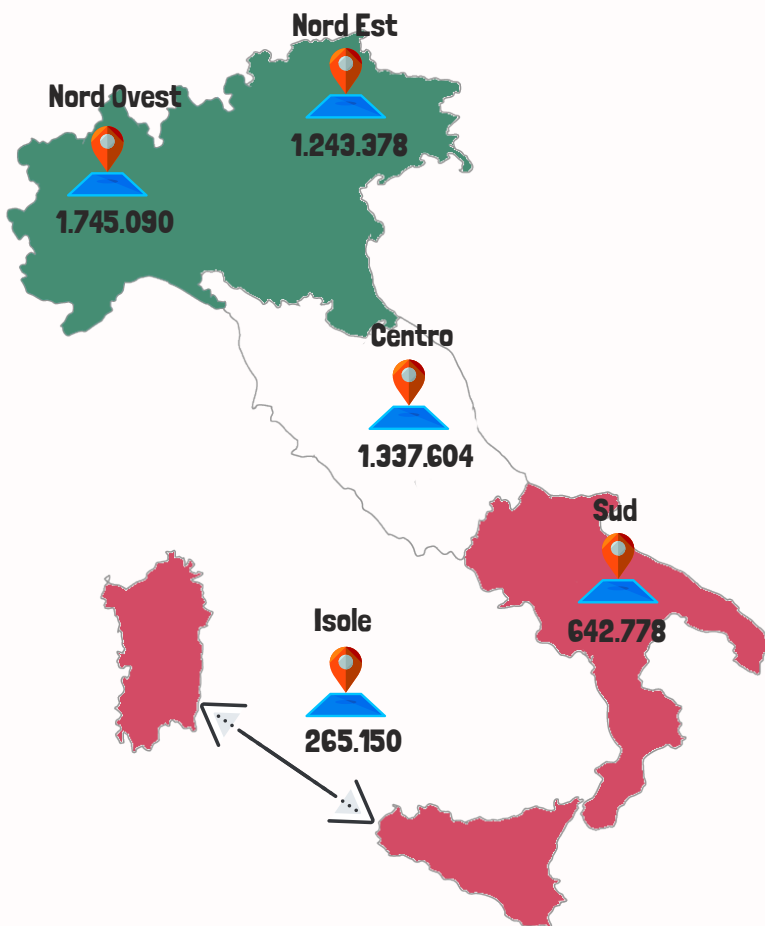 Nord Est
1.243.378
Nord Ovest
1.745.090
Centro
1.337.604
Sud
642.778
Isole
265.150